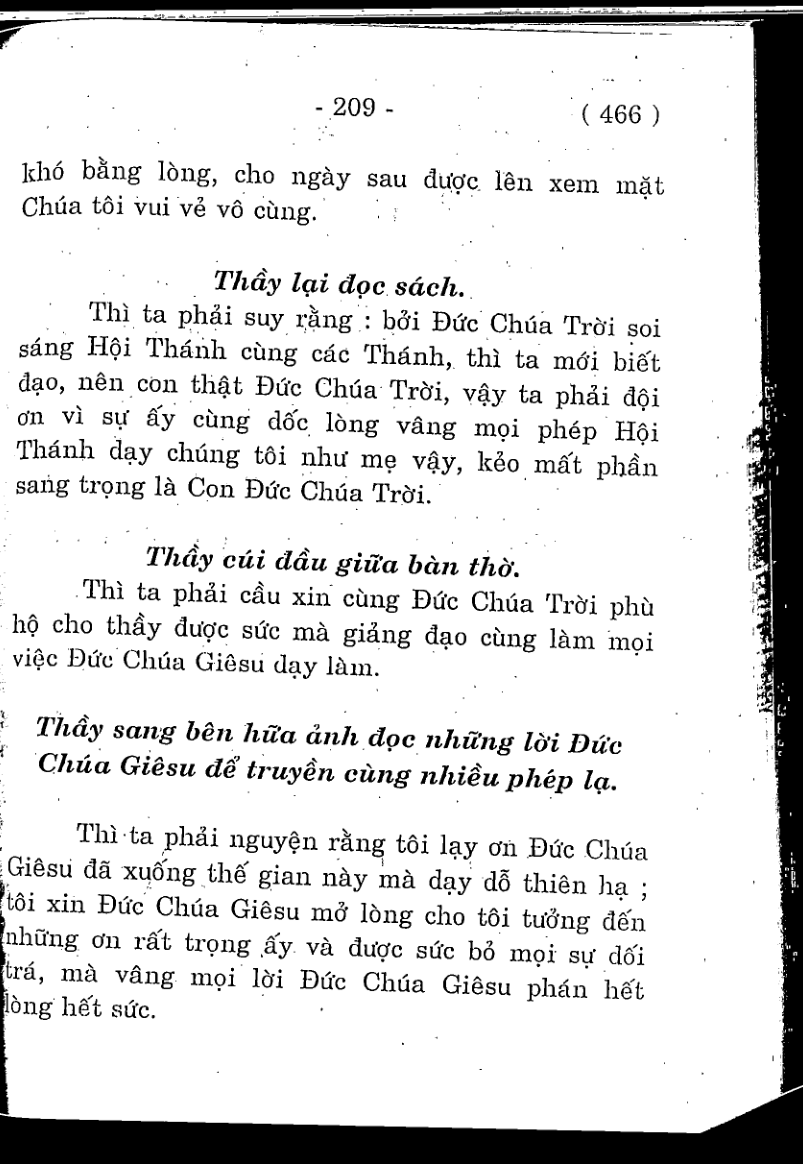 - 209 - ( 466 )
khó bằng lòng, cho ngày sau được lên xem mặt
Chúa tôi vui vẻ vô cùng.
Thầy lại đọc sách.
Thì ta phải suy rằng : bởi Đức Chúa Trời soi
sáng Hội Thánh cùng các Thánh, thì ta mới biết
đạo, nên con thật Đức Chúa Trời, vậy ta phải đội
ơn vì sự ấy cùng dốc lòng vâng mọi phép Hội
Thánh dạy chúng tôi như mẹ vậy, kẻo mất phần
sang trọng là Con Đức Chúa Trời.
Thầy cúi đầu giữa bàn thờ.
Thì ta phải cầu xin cùng Đức Chúa Trời phù
hộ cho thầy được sức mà giảng đạo cùng làm mọi
việc Đức Chúa Giêsu dạy làm.
Thầy sang bên hữa ảnh đọc những lời Đức
Chúa Giêsu để truyền cùng nhiều phép lạ.
Thì ta phải nguyện rằng tôi lạy ơn Đức Chúa
Giêsu đã xuống thế gian này mà dạy dỗ thiên hạ ;
tôi xin Đức Chúa Giêsu mở lòng cho tôi tưởng đến
những ơn rất trọng ấy và được sức bỏ mọi sự dối
trá, mà vâng mọi lời Đức Chúa Giêsu phán hết
lòng hết sức.